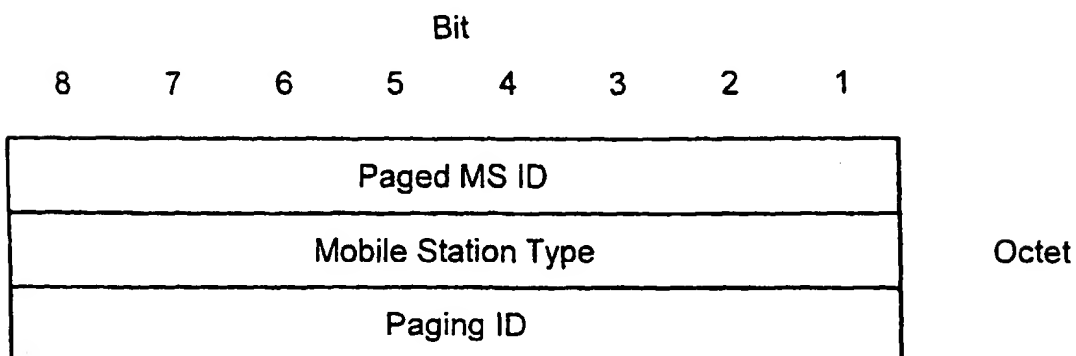 Bit
8 7 6 5 4 3 2 1
Paged MS ID
Mobile Station Type
Octet
Paging ID